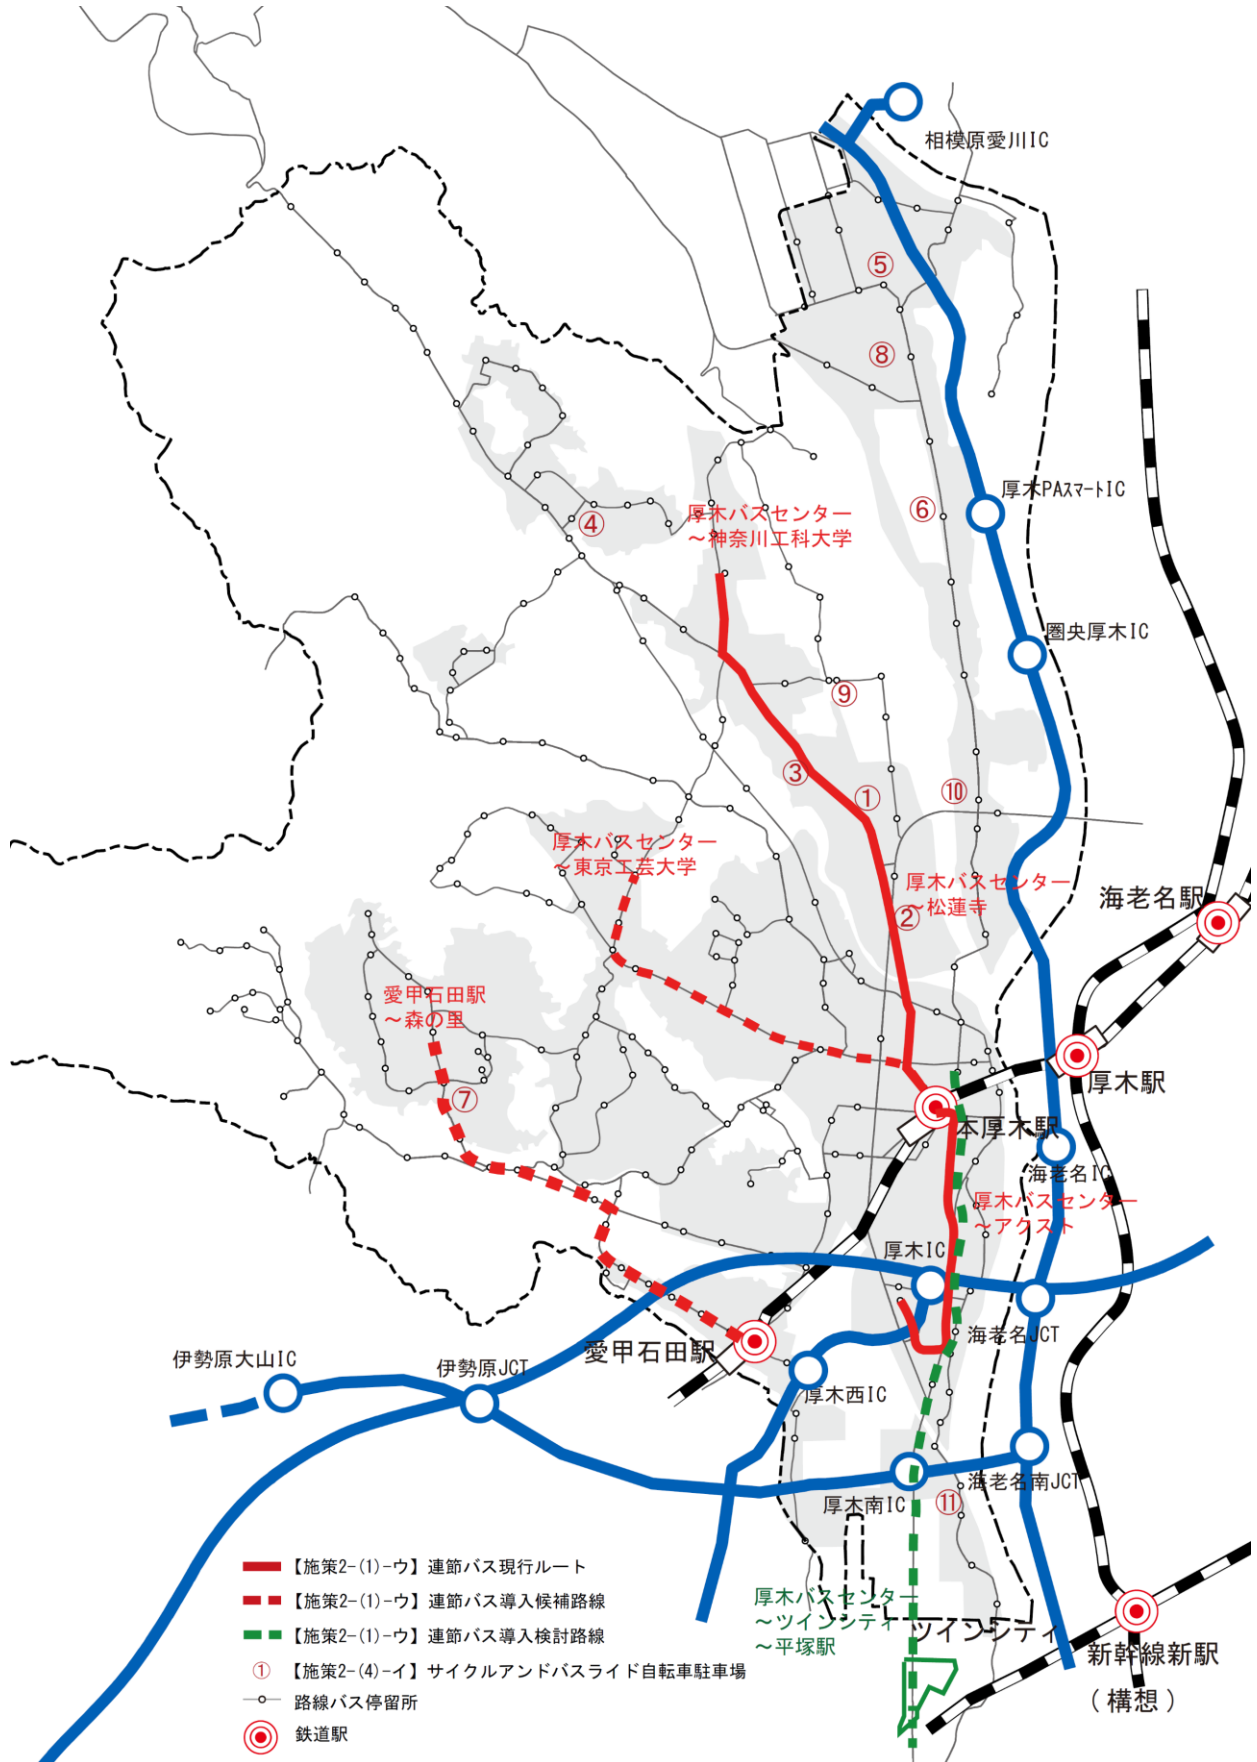 相模原愛川IC
⑤
⑧
厚木PAスマートIC
⑥
厚木バスセンター
～神奈川工科大学
④
圏央厚木IC
⑨
③
①
⑩
厚木バスセンター
～東京工芸大学
厚木バスセンター
～松蓮寺
②
海老名駅
愛甲石田駅
～森の里
⑦
厚木駅
本厚木駅
海老名IC
厚木バスセンター
～アクスト
厚木IC
海老名JCT
愛甲石田駅
伊勢原大山IC
伊勢原JCT
厚木西IC
海老名南JCT
厚木南IC
⑪
【施策2-(1)-ウ】連節バス現行ルート
【施策2-(1)-ウ】連節バス導入候補路線
【施策2-(1)-ウ】連節バス導入検討路線
① 【施策2-(4)-イ】サイクルアンドバスライド自転車駐車場
路線バス停留所
鉄道駅
厚木バスセンター
～ツインシティ
～平塚駅
ツインシティ
新幹線新駅
（構想）